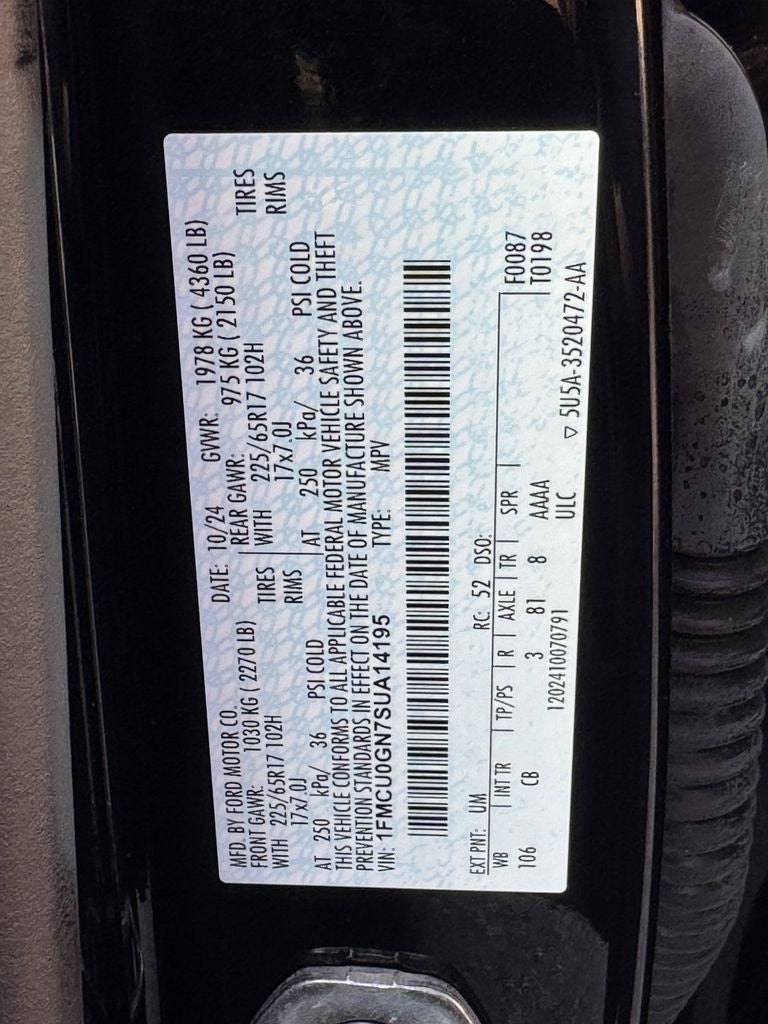 MFD. BY FORD MOTOR CO.
DATE: 10/24 GVWR: 1978 KG ( 4360 LB)
FRONT GAWR: 1030 KG ( 2270 LB) REAR GAWR: 975 KG ( 2150 LB)
WITH 225/65R17 102H TIRES WITH 225/65R17 102H TIRES
17x7.0J RIMS 17x7.0J RIMS
AT 250 kPa/ 36 PSI COLD AT 250 kPa/ 36 PSI COLD
THIS VEHICLE CONFORMS TO ALL APPLICABLE FEDERAL MOTOR VEHICLE SAFETY AND THEFT
PREVENTION STANDARDS IN EFFECT ON THE DATE OF MANUFACTURE SHOWN ABOVE.
VIN: 1FMCU0GN7SUA14195 TYPE: MPV
EXT PNT: UM RC: 52 DSO:
WB INT TR TP/PS R AXLE TR SPR F0087
106 CB 3 81 8 AAAA T0198
1202410070791 ULC
▽ 5U5A-3520472-AA